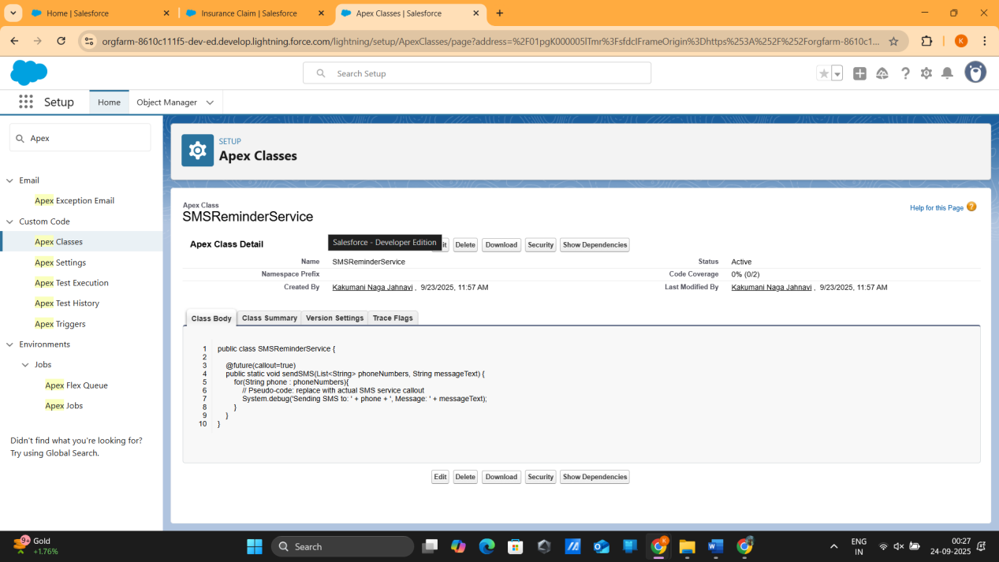 Home | Salesforce
Insurance Claim | Salesforce
Apex Classes | Salesforce
orgfarm-8610c111f5-dev-ed.develop.lightning.force.com/lightning/setup/ApexClasses/page?address=%2F01pgK000005ITmr%3FsfdcIFrameOrigin%3Dhttps%253A%252F%252Forgfarm-8610c1...
K
Search Setup
Setup
Home
Object Manager
Apex
Email
Apex Exception Email
Custom Code
Apex Classes
Apex Settings
Apex Test Execution
Apex Test History
Apex Triggers
Environments
Jobs
Apex Flex Queue
Apex Jobs
Didn't find what you're looking for?
Try using Global Search.
SETUP
Apex Classes
Apex Class
SMSReminderService
Help for this Page
Apex Class Detail
Salesforce - Developer Edition
it Delete Download Security Show Dependencies
Name SMSReminderService Status Active
Namespace Prefix Code Coverage 0% (0/2)
Created By Kakumani Naga Jahnavi , 9/23/2025, 11:57 AM Last Modified By Kakumani Naga Jahnavi , 9/23/2025, 11:57 AM
Class Body Class Summary Version Settings Trace Flags
1 public class SMSReminderService {
2
3 @future(callout=true)
4 public static void sendSMS(List<String> phoneNumbers, String messageText) {
5 for(String phone : phoneNumbers){
6 // Pseudo-code: replace with actual SMS service callout
7 System.debug('Sending SMS to: ' + phone + ', Message: ' + messageText);
8 }
9 }
10 }
Edit Delete Download Security Show Dependencies
9+
Gold
+1.76%
Search
ENG
IN
00:27
24-09-2025